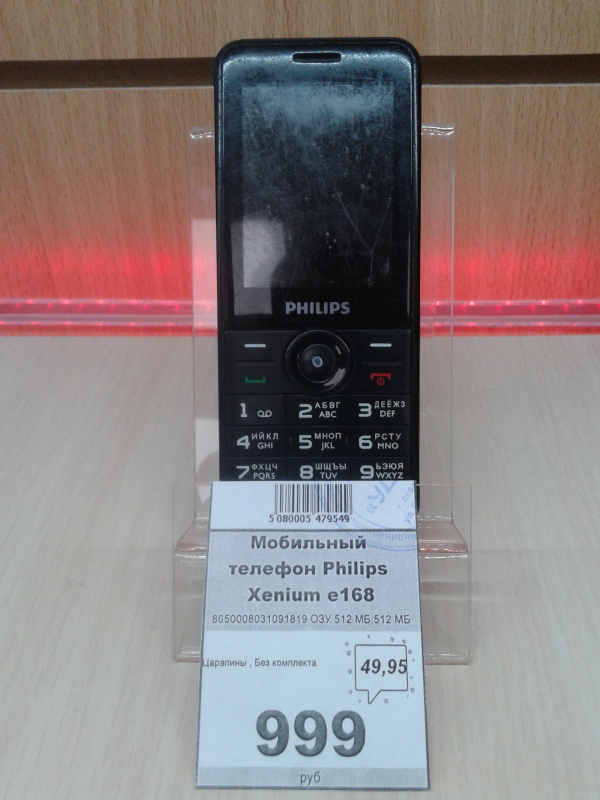 PHILIPS
1
2 АБВГ ABC
3 ДЕЁЖЗ DEF
4 ИЙКЛ GHI
5 МНОП JKL
6 РСТУ MNO
7 ФХЦЧ PQRS
8 ШЩЪЫ TUV
9 ЬЭЮЯ WXYZ
5 080005 479549
Мобильный
телефон Philips
Xenium e168
8650008031091819 ОЗУ 512 МБ,512 МБ
Царапины , Без комплекта
49,95
999
руб